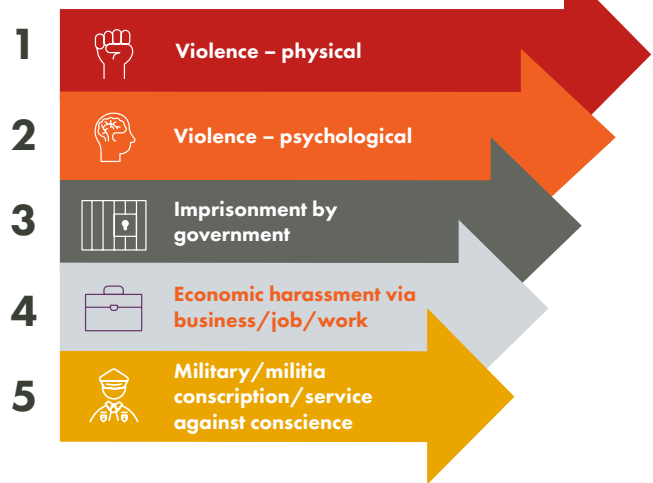 1
Violence – physical
2
Violence – psychological
3
Imprisonment by
government
4
Economic harassment via
business/job/work
5
Military/militia
conscription/service
against conscience